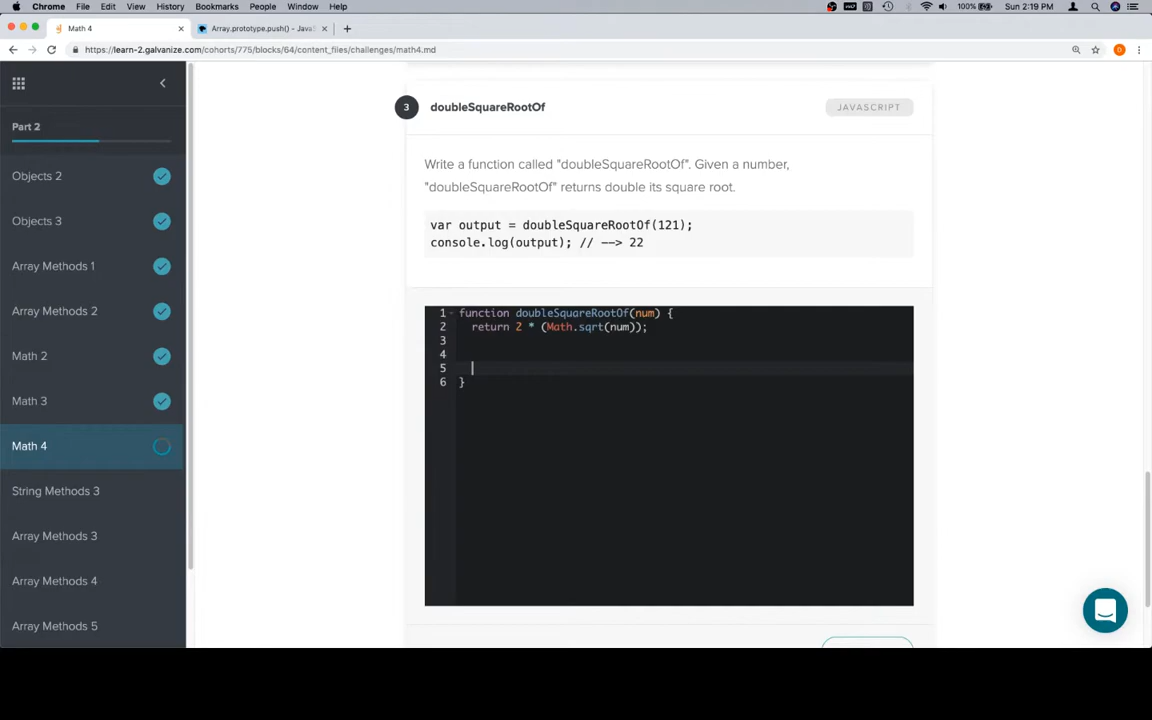 Chrome File Edit View History Bookmarks People Window Help
100% Sun 2:19 PM
Math 4
Array.prototype.push() - Java
https://learn-2.galvanize.com/cohorts/775/blocks/64/content_files/challenges/math4.md
Part 2
Objects 2
Objects 3
Array Methods 1
Array Methods 2
Math 2
Math 3
Math 4
String Methods 3
Array Methods 3
Array Methods 4
Array Methods 5
3 doubleSquareRootOf JAVASCRIPT
Write a function called "doubleSquareRootOf". Given a number,
"doubleSquareRootOf" returns double its square root.
var output = doubleSquareRootOf(121);
console.log(output); // --> 22
1 function doubleSquareRootOf(num) {
2 return 2 * (Math.sqrt(num));
3
4
5
6 }